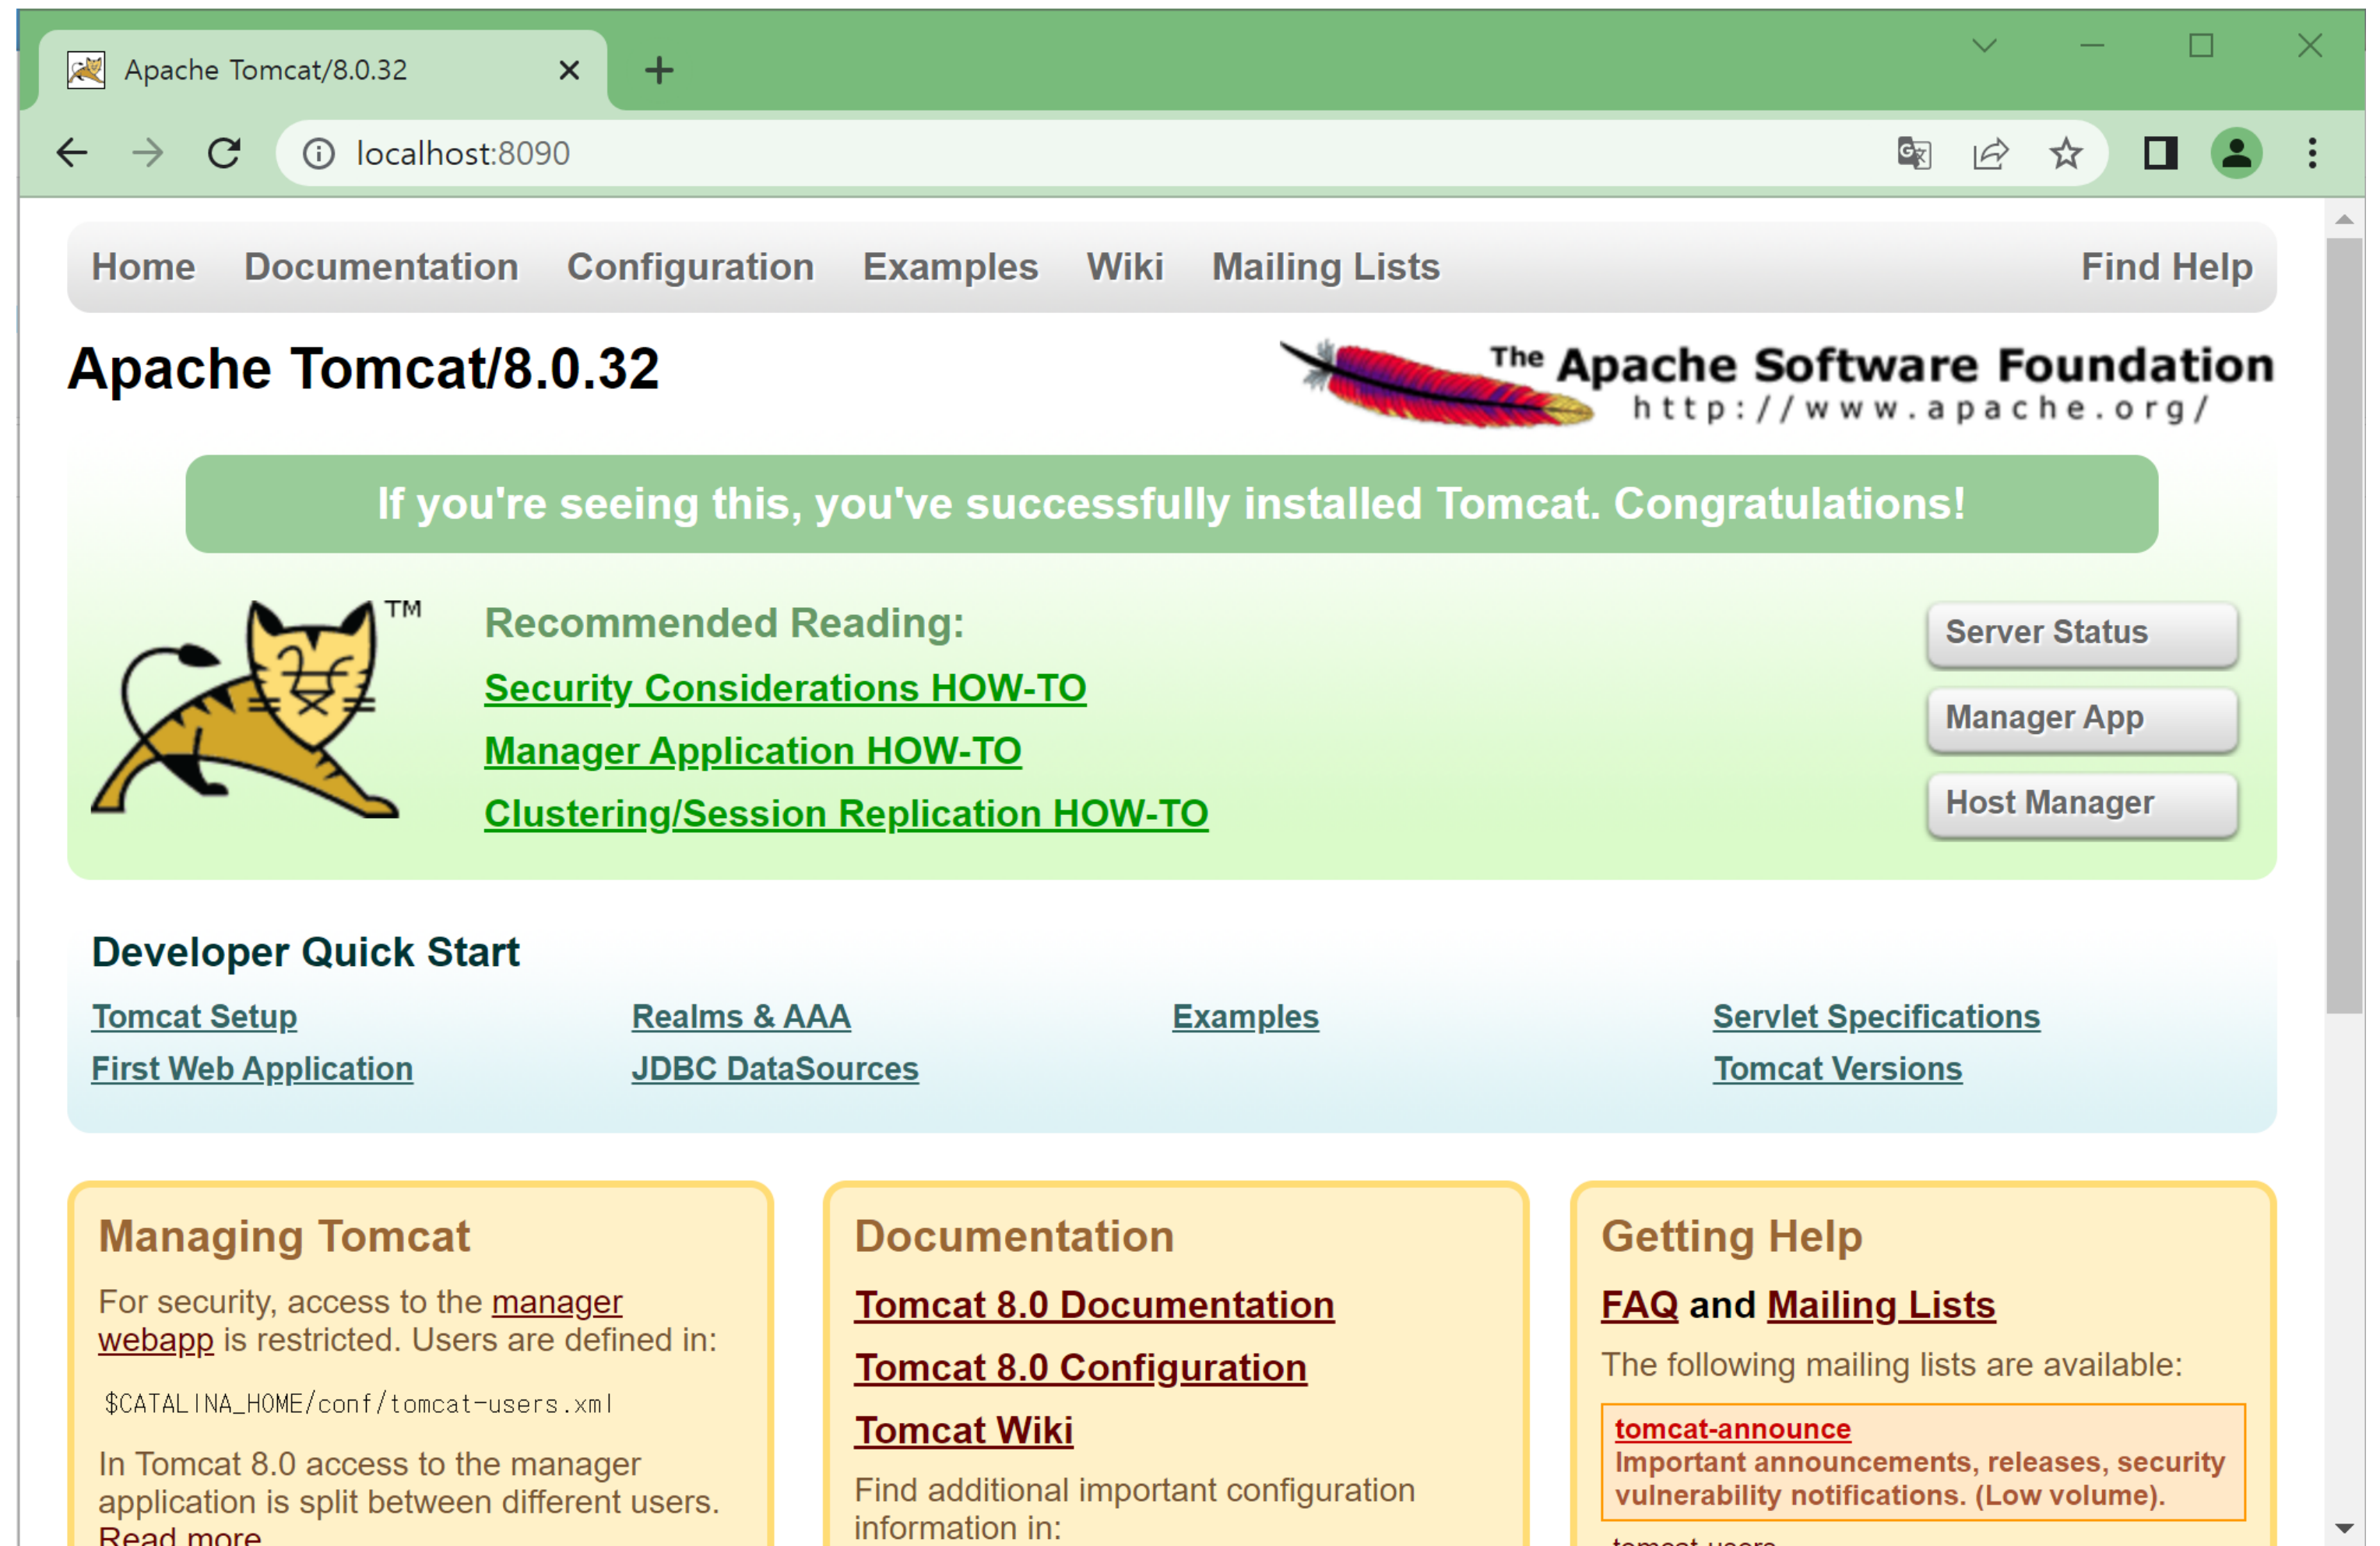 Apache Tomcat/8.0.32
localhost:8090
Home Documentation Configuration Examples Wiki Mailing Lists Find Help
Apache Tomcat/8.0.32
The Apache Software Foundation
http://www.apache.org/
If you're seeing this, you've successfully installed Tomcat. Congratulations!
TM
Recommended Reading:
Security Considerations HOW-TO
Manager Application HOW-TO
Clustering/Session Replication HOW-TO
Server Status
Manager App
Host Manager
Developer Quick Start
Tomcat Setup
First Web Application
Realms & AAA
JDBC DataSources
Examples
Servlet Specifications
Tomcat Versions
Managing Tomcat
For security, access to the manager
webapp is restricted. Users are defined in:
$CATALINA_HOME/conf/tomcat-users.xml
In Tomcat 8.0 access to the manager
application is split between different users.
Read more
Documentation
Tomcat 8.0 Documentation
Tomcat 8.0 Configuration
Tomcat Wiki
Find additional important configuration
information in:
Getting Help
FAQ and Mailing Lists
The following mailing lists are available:
tomcat-announce
Important announcements, releases, security
vulnerability notifications. (Low volume).
tomcat-users